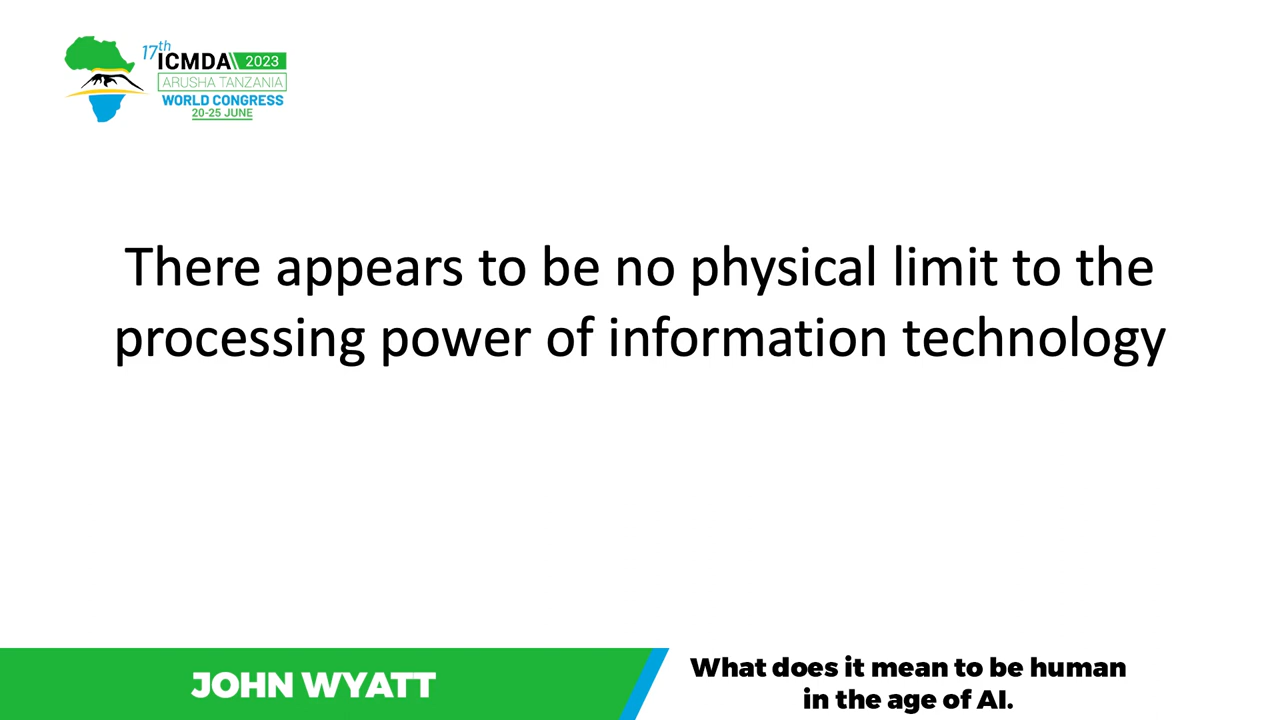 17th
ICMDA 2023
ARUSHA TANZANIA
WORLD CONGRESS
20-25 JUNE
There appears to be no physical limit to the
processing power of information technology
JOHN WYATT
What does it mean to be human
in the age of AI.